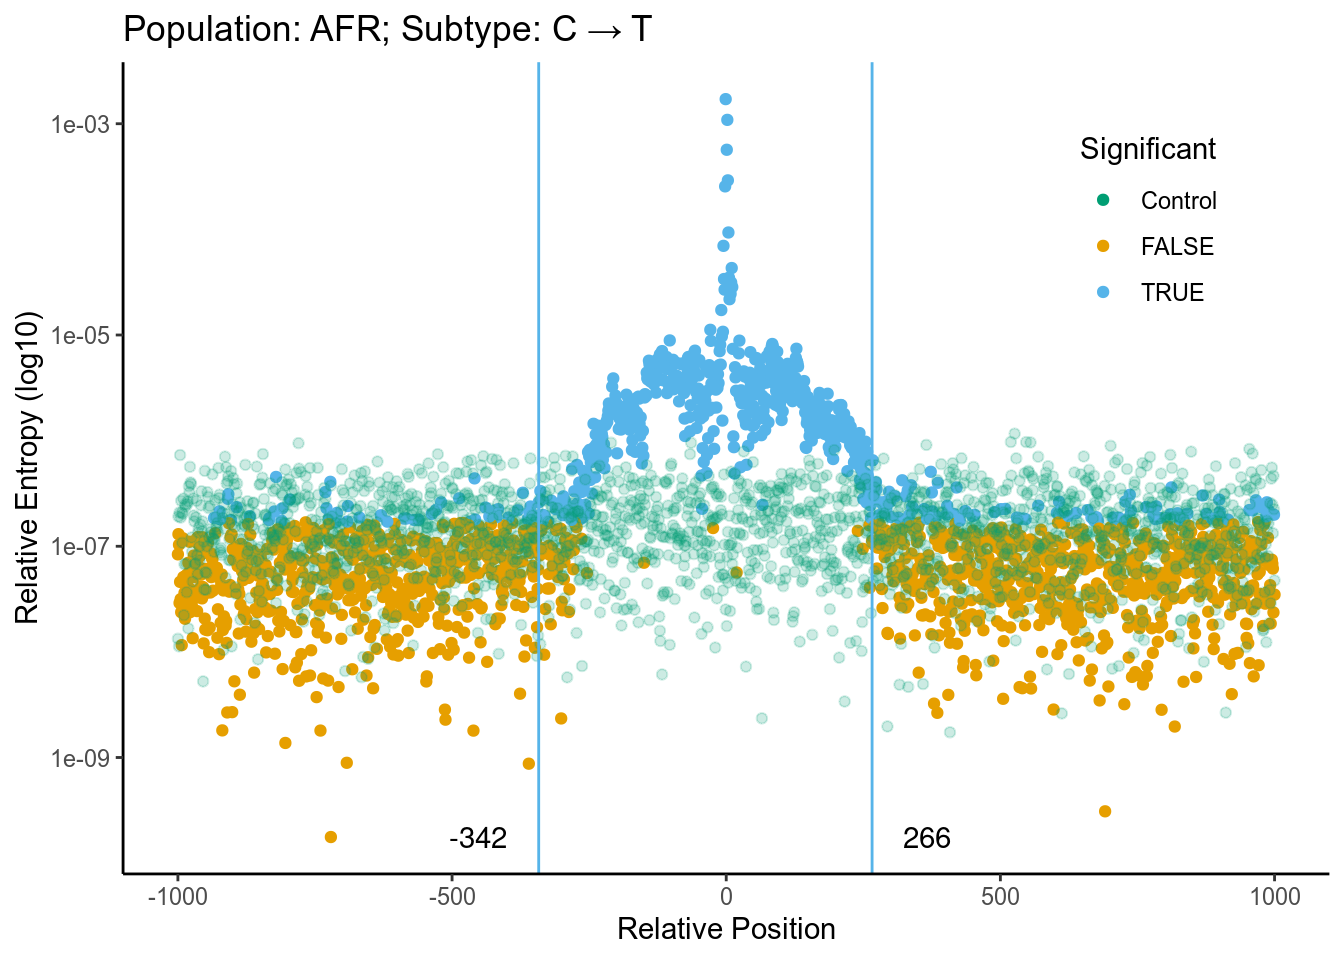 Population: AFR; Subtype: C → T
Relative Entropy (log10)
1e-03
1e-05
1e-07
1e-09
Significant
Control
FALSE
TRUE
-342
266
-1000
-500
0
500
1000
Relative Position